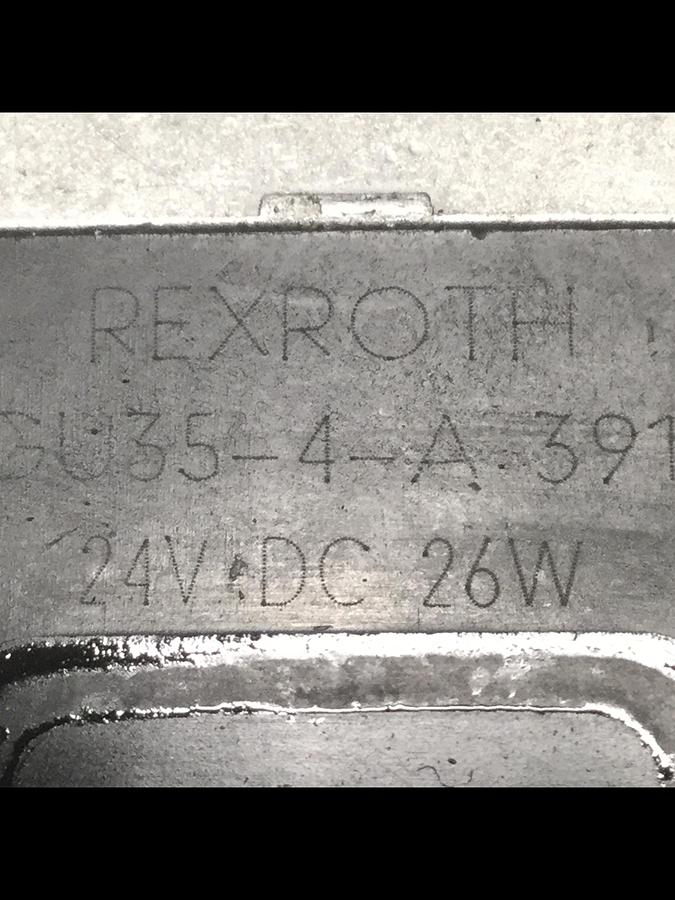 REXROTH
GU35-4-A 391
24V DC 26W